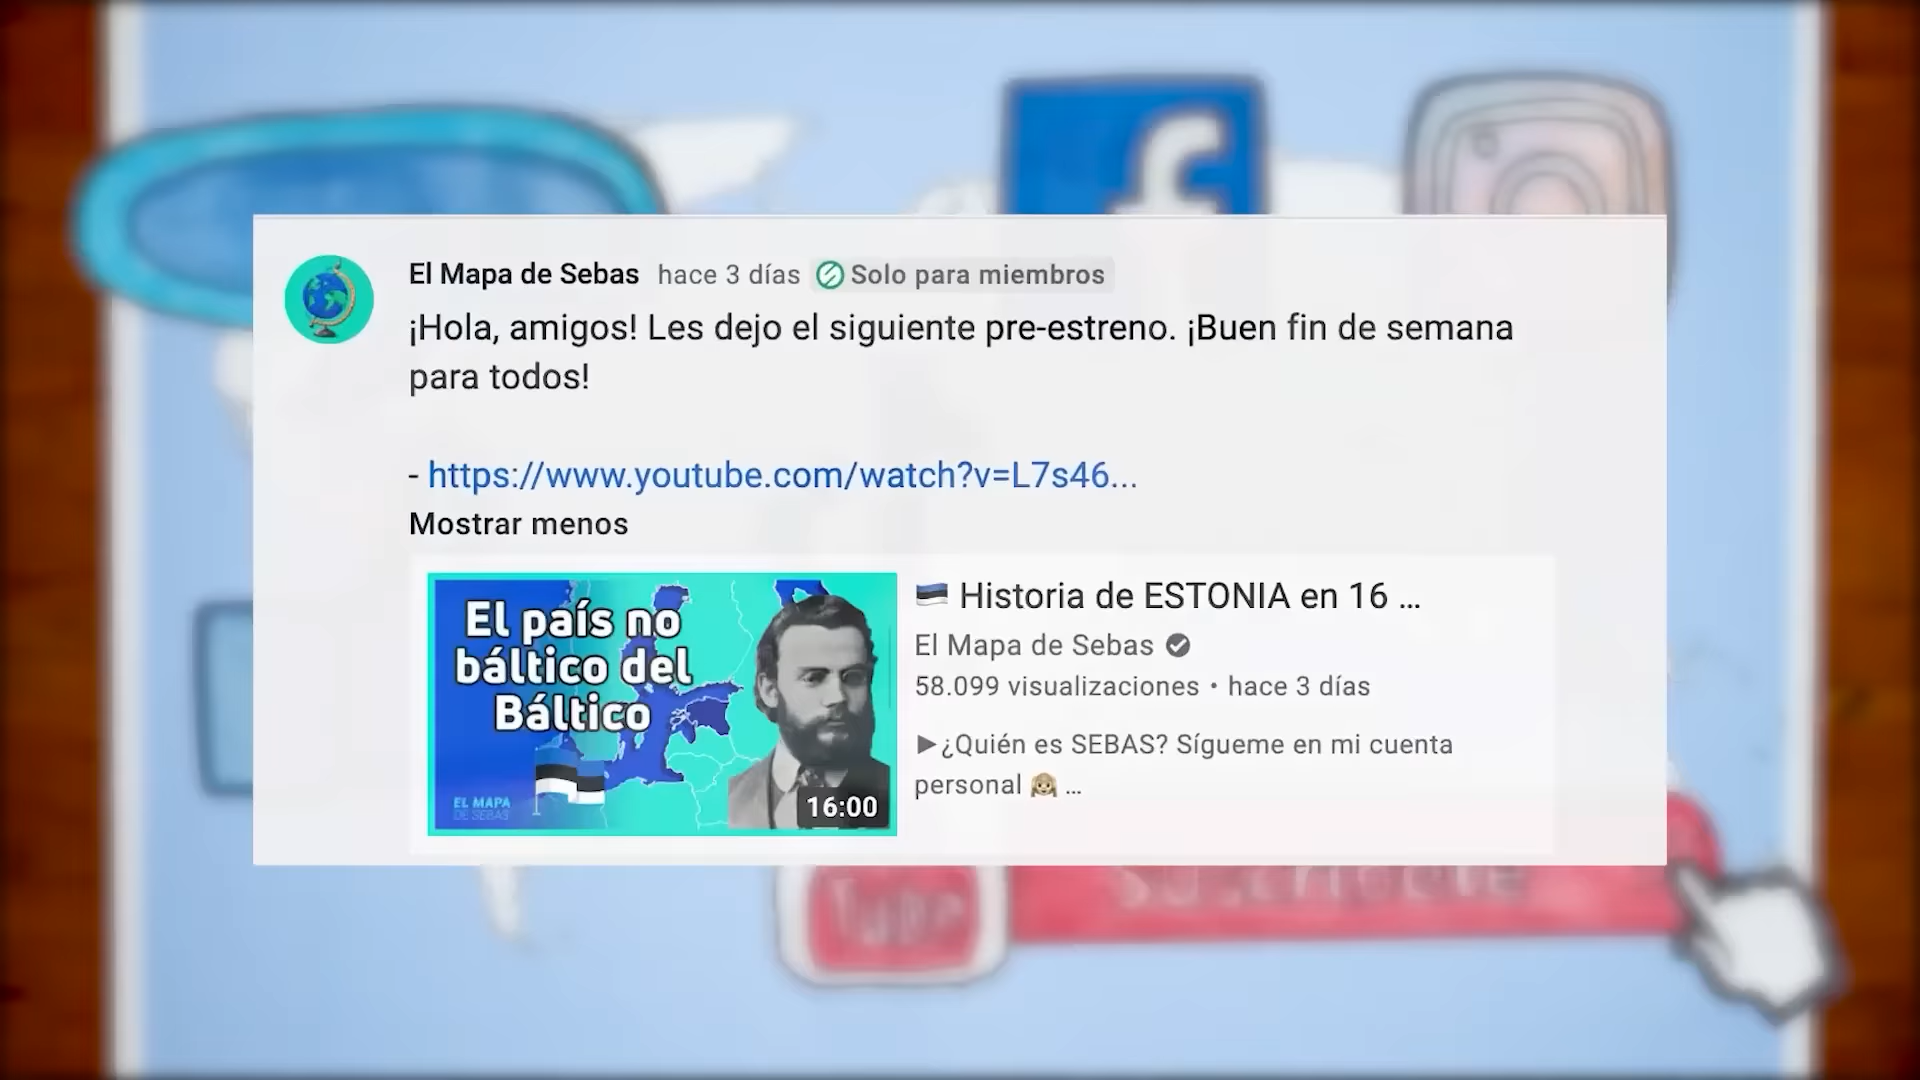 El Mapa de Sebas hace 3 días Solo para miembros
¡Hola, amigos! Les dejo el siguiente pre-estreno. ¡Buen fin de semana
para todos!
- https://www.youtube.com/watch?v=L7s46...
Mostrar menos
El país no
báltico del
Báltico
EL MAPA
DE SEBAS
16:00
Historia de ESTONIA en 16 ...
El Mapa de Sebas
58.099 visualizaciones • hace 3 días
►¿Quién es SEBAS? Sígueme en mi cuenta
personal 🙈 ...
Tube